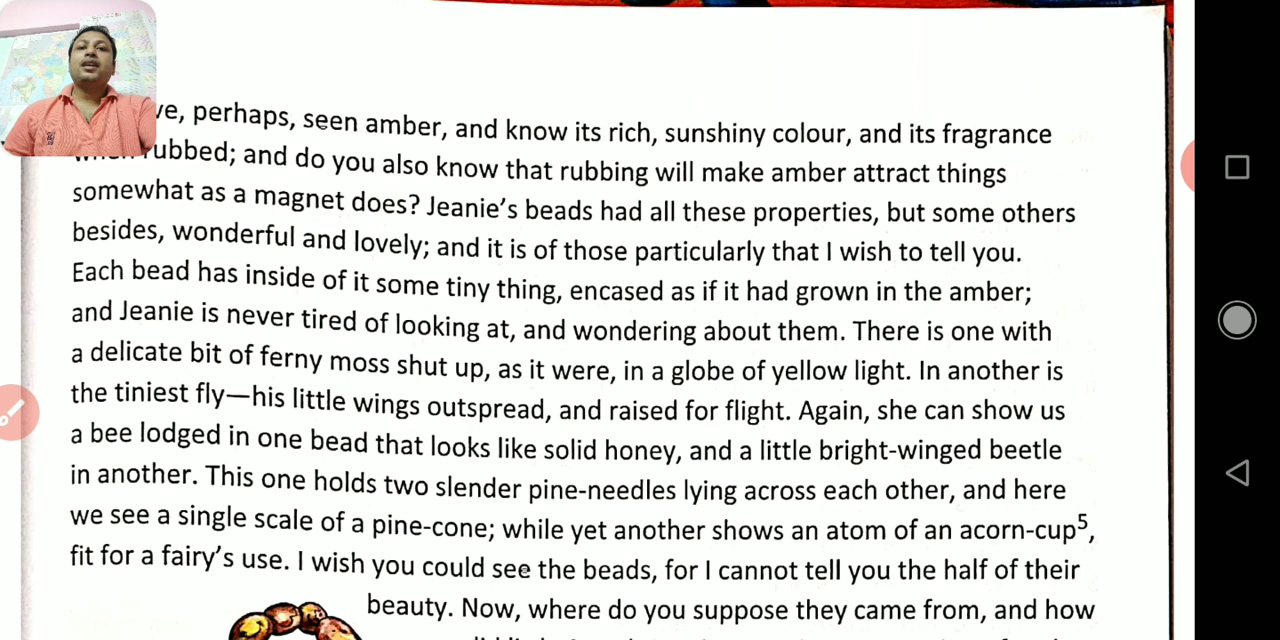 ve, perhaps, seen amber, and know its rich, sunshiny colour, and its fragrance
rubbed; and do you also know that rubbing will make amber attract things
somewhat as a magnet does? Jeanie's beads had all these properties, but some others
besides, wonderful and lovely; and it is of those particularly that I wish to tell you.
Each bead has inside of it some tiny thing, encased as if it had grown in the amber;
and Jeanie is never tired of looking at, and wondering about them. There is one with
a delicate bit of ferny moss shut up, as it were, in a globe of yellow light. In another is
the tiniest fly—his little wings outspread, and raised for flight. Again, she can show us
a bee lodged in one bead that looks like solid honey, and a little bright-winged beetle
in another. This one holds two slender pine-needles lying across each other, and here
we see a single scale of a pine-cone; while yet another shows an atom of an acorn-cup⁵,
fit for a fairy's use. I wish you could see the beads, for I cannot tell you the half of their
beauty. Now, where do you suppose they came from, and how